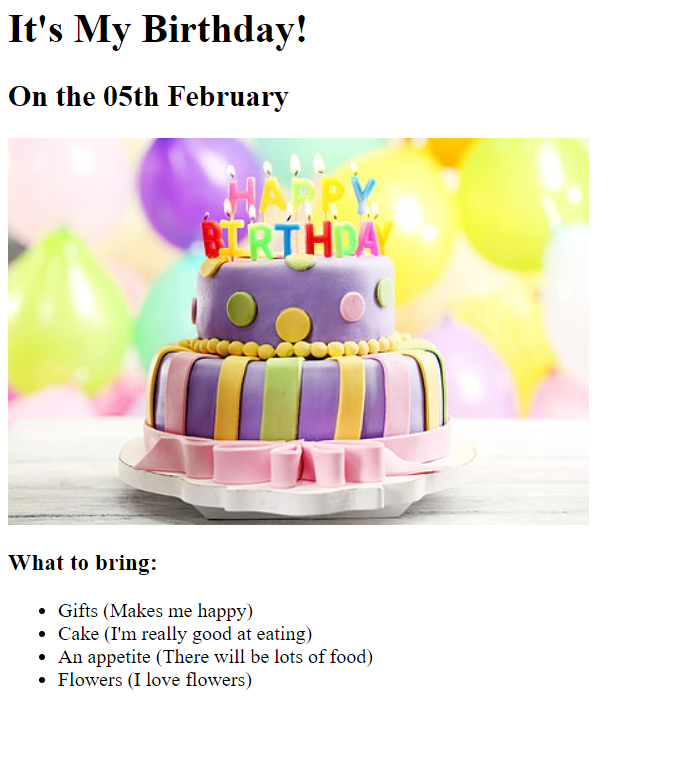 It's My Birthday!
On the 05th February
HAPPY
BIRTHDAY
What to bring:
Gifts (Makes me happy)
Cake (I'm really good at eating)
An appetite (There will be lots of food)
Flowers (I love flowers)